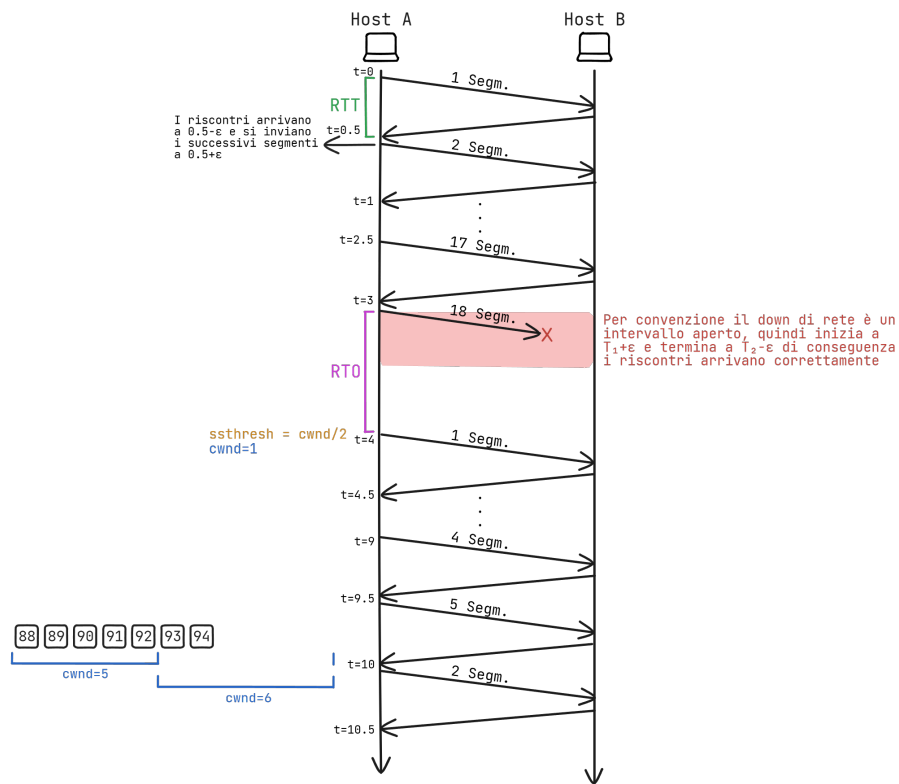 Host A
Host B
t=0
1 Segm.
RTT
I riscontri arrivano
a 0.5-ε e si inviano
i successivi segmenti
a 0.5+ε
t=0.5
2 Segm.
t=1
t=2.5
17 Segm.
t=3
18 Segm.
X
Per convenzione il down di rete è un
intervallo aperto, quindi inizia a
T₁+ε e termina a T₂-ε di conseguenza
i riscontri arrivano correttamente
RTO
ssthresh = cwnd/2
cwnd=1
t=4
1 Segm.
t=4.5
t=9
4 Segm.
t=9.5
5 Segm.
88 89 90 91 92 93 94
cwnd=5
cwnd=6
t=10
2 Segm.
t=10.5